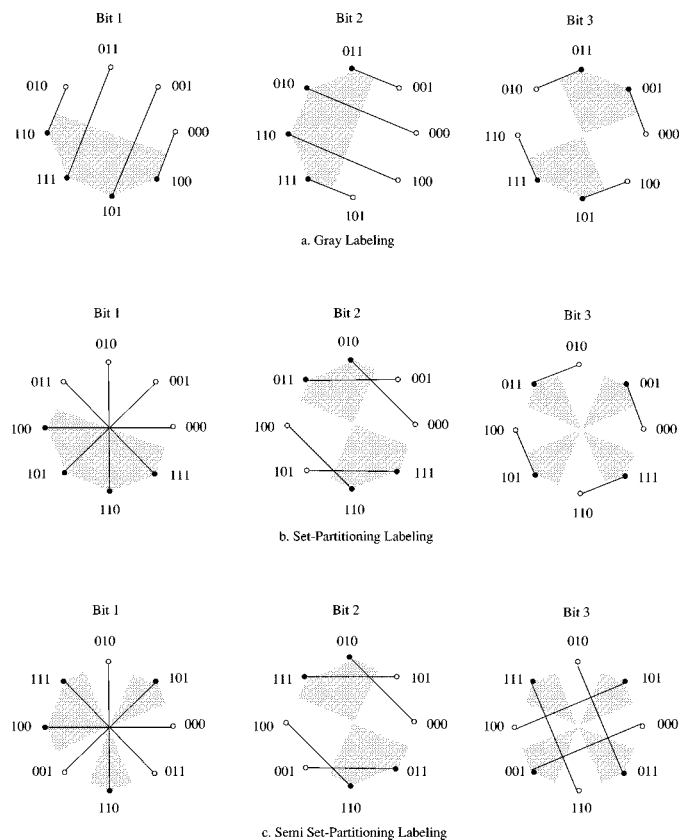 Bit 1 Bit 2 Bit 3
011 011 011
010 001 010 001 010 001
110 000 110 000 110 000
111 100 111 100 111 100
101 101 101
a. Gray Labeling
Bit 1 Bit 2 Bit 3
010 010 010
011 001 011 001 011 001
100 000 100 000 100 000
101 111 101 111 101 111
110 110 110
b. Set-Partitioning Labeling
Bit 1 Bit 2 Bit 3
010 010 010
111 101 111 101 111 101
100 000 100 000 100 000
001 011 001 011 001 011
110 110 110
c. Semi Set-Partitioning Labeling